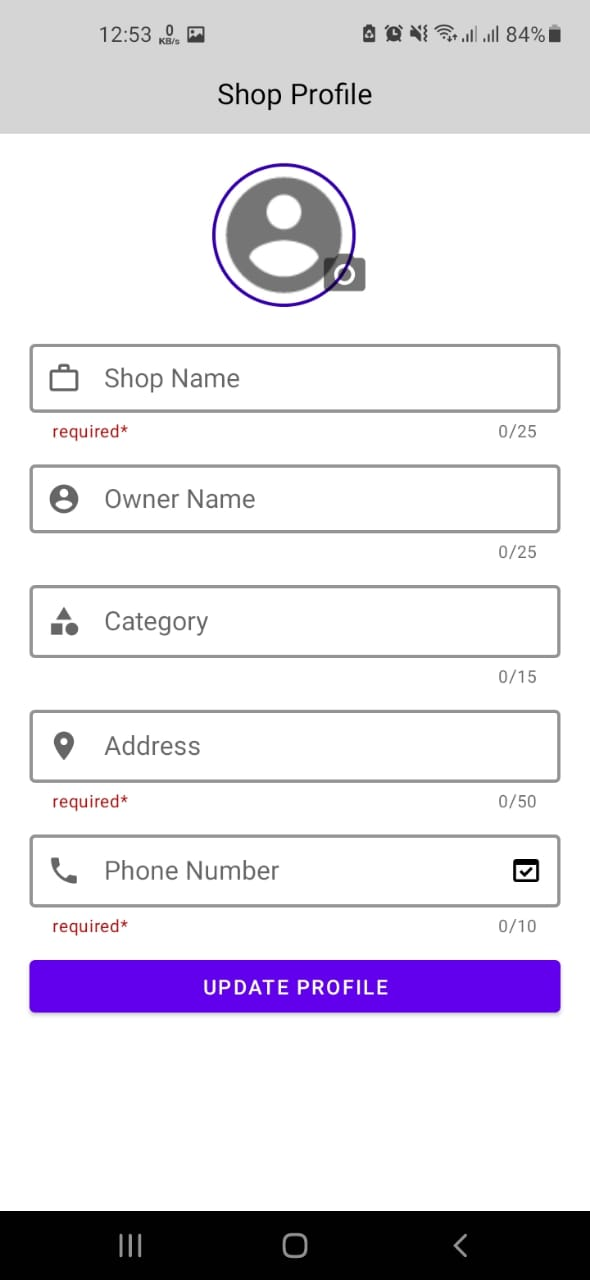 12:53 0 KB/s 84%
Shop Profile
Shop Name
required* 0/25
Owner Name
0/25
Category
0/15
Address
required* 0/50
Phone Number
required* 0/10
UPDATE PROFILE